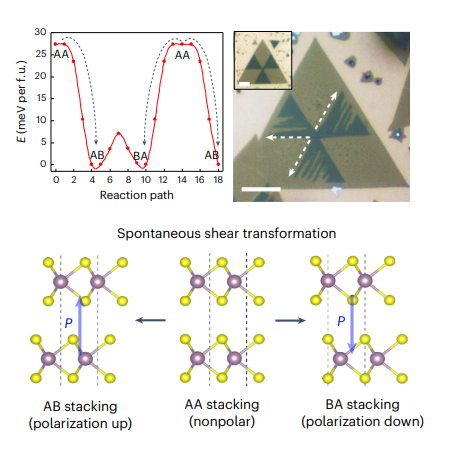 30
25
20
15
10
5
0
E (meV per f.u.)
AA
AA
AB
BA
AB
0 2 4 6 8 10 12 14 16 18
Reaction path
Spontaneous shear transformation
P
P
AB stacking
(polarization up)
AA stacking
(nonpolar)
BA stacking
(polarization down)